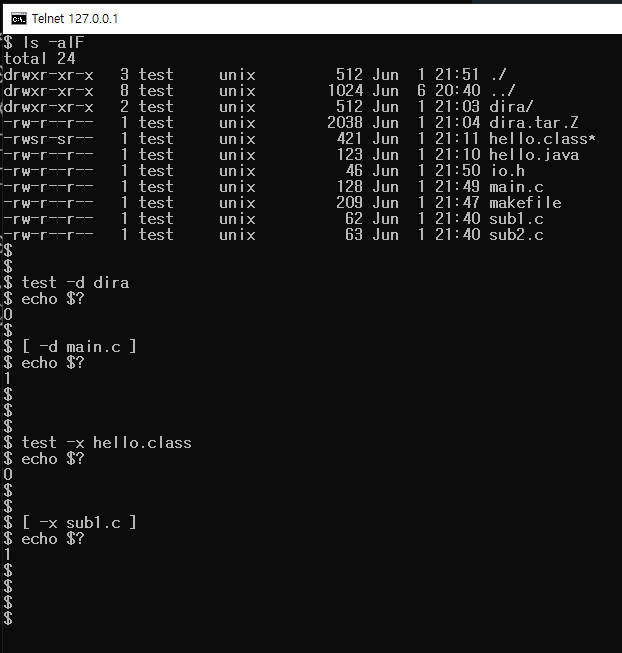 Telnet 127.0.0.1
$ ls -alF
total 24
drwxr-xr-x   3 test     unix         512 Jun  1 21:51 ./
drwxr-xr-x   8 test     unix        1024 Jun  6 20:40 ../
drwxr-xr-x   2 test     unix         512 Jun  1 21:03 dira/
-rw-r--r--   1 test     unix        2038 Jun  1 21:04 dira.tar.Z
-rwsr-sr--   1 test     unix         421 Jun  1 21:11 hello.class*
-rw-r--r--   1 test     unix         123 Jun  1 21:10 hello.java
-rw-r--r--   1 test     unix          46 Jun  1 21:50 io.h
-rw-r--r--   1 test     unix         128 Jun  1 21:49 main.c
-rw-r--r--   1 test     unix         209 Jun  1 21:47 makefile
-rw-r--r--   1 test     unix          62 Jun  1 21:40 sub1.c
-rw-r--r--   1 test     unix          63 Jun  1 21:40 sub2.c
$
$
$ test -d dira
$ echo $?
0
$
$ [ -d main.c ]
$ echo $?
1
$
$
$
$ test -x hello.class
$ echo $?
0
$
$
$ [ -x sub1.c ]
$ echo $?
1
$
$
$
$